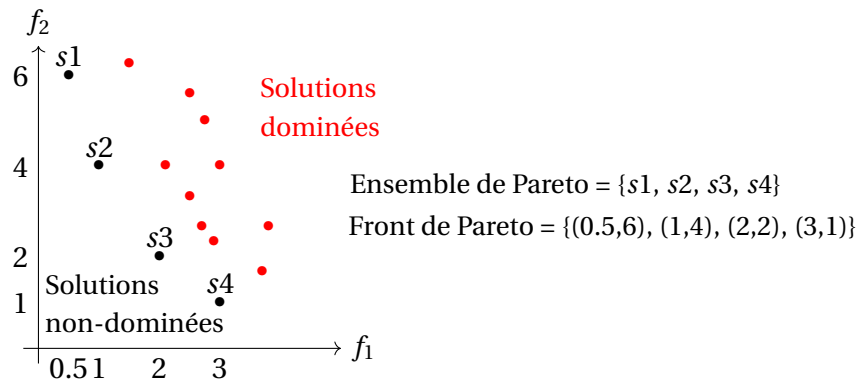 f2
6
s1
Solutions
dominées
4
s2
Ensemble de Pareto = {s1, s2, s3, s4}
Front de Pareto = {(0.5,6), (1,4), (2,2), (3,1)}
s3
2
Solutions
s4
1
non-dominées
f1
0.5 1 2 3